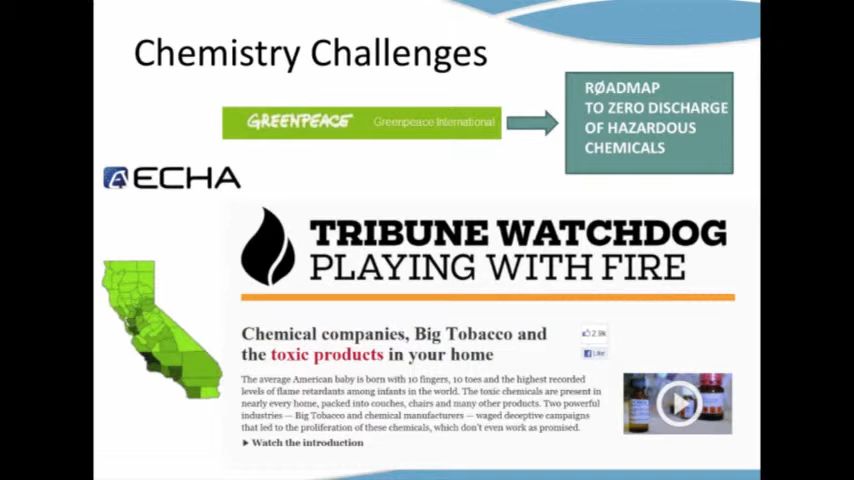 Chemistry Challenges
GREENPEACE Greenpeace International
RØADMAP
TO ZERO DISCHARGE
OF HAZARDOUS
CHEMICALS
ECHA
TRIBUNE WATCHDOG
PLAYING WITH FIRE
Chemical companies, Big Tobacco and
the toxic products in your home
2.9k
Like
The average American baby is born with 10 fingers, 10 toes and the highest recorded
levels of flame retardants among infants in the world. The toxic chemicals are present in
nearly every home, packed into couches, chairs and many other products. Two powerful
industries — Big Tobacco and chemical manufacturers — waged deceptive campaigns
that led to the proliferation of these chemicals, which don't even work as promised.
Watch the introduction